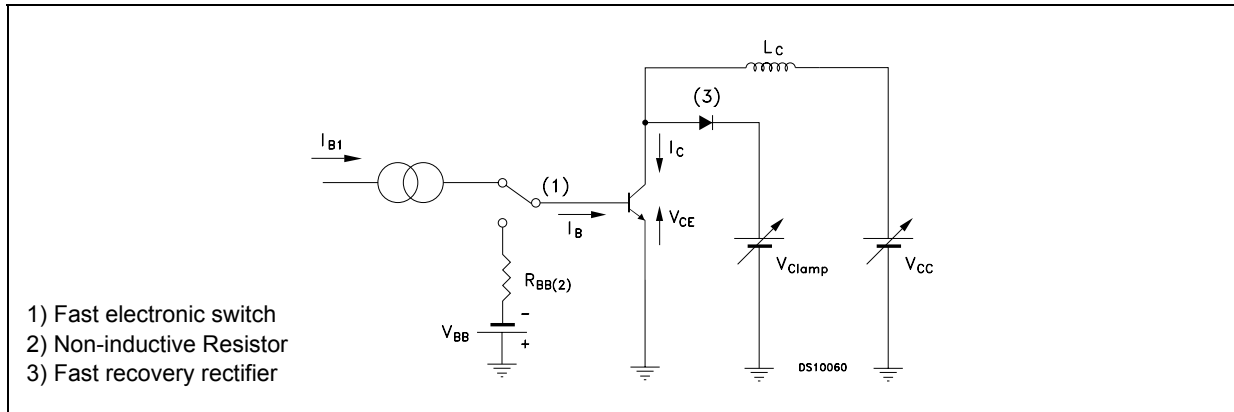 L_C
(3)
I_B1
I_C
(1)
V_CE
I_B
R_BB(2)
V_Clamp
V_CC
-
V_BB
+
DS10060
1) Fast electronic switch
2) Non-inductive Resistor
3) Fast recovery rectifier